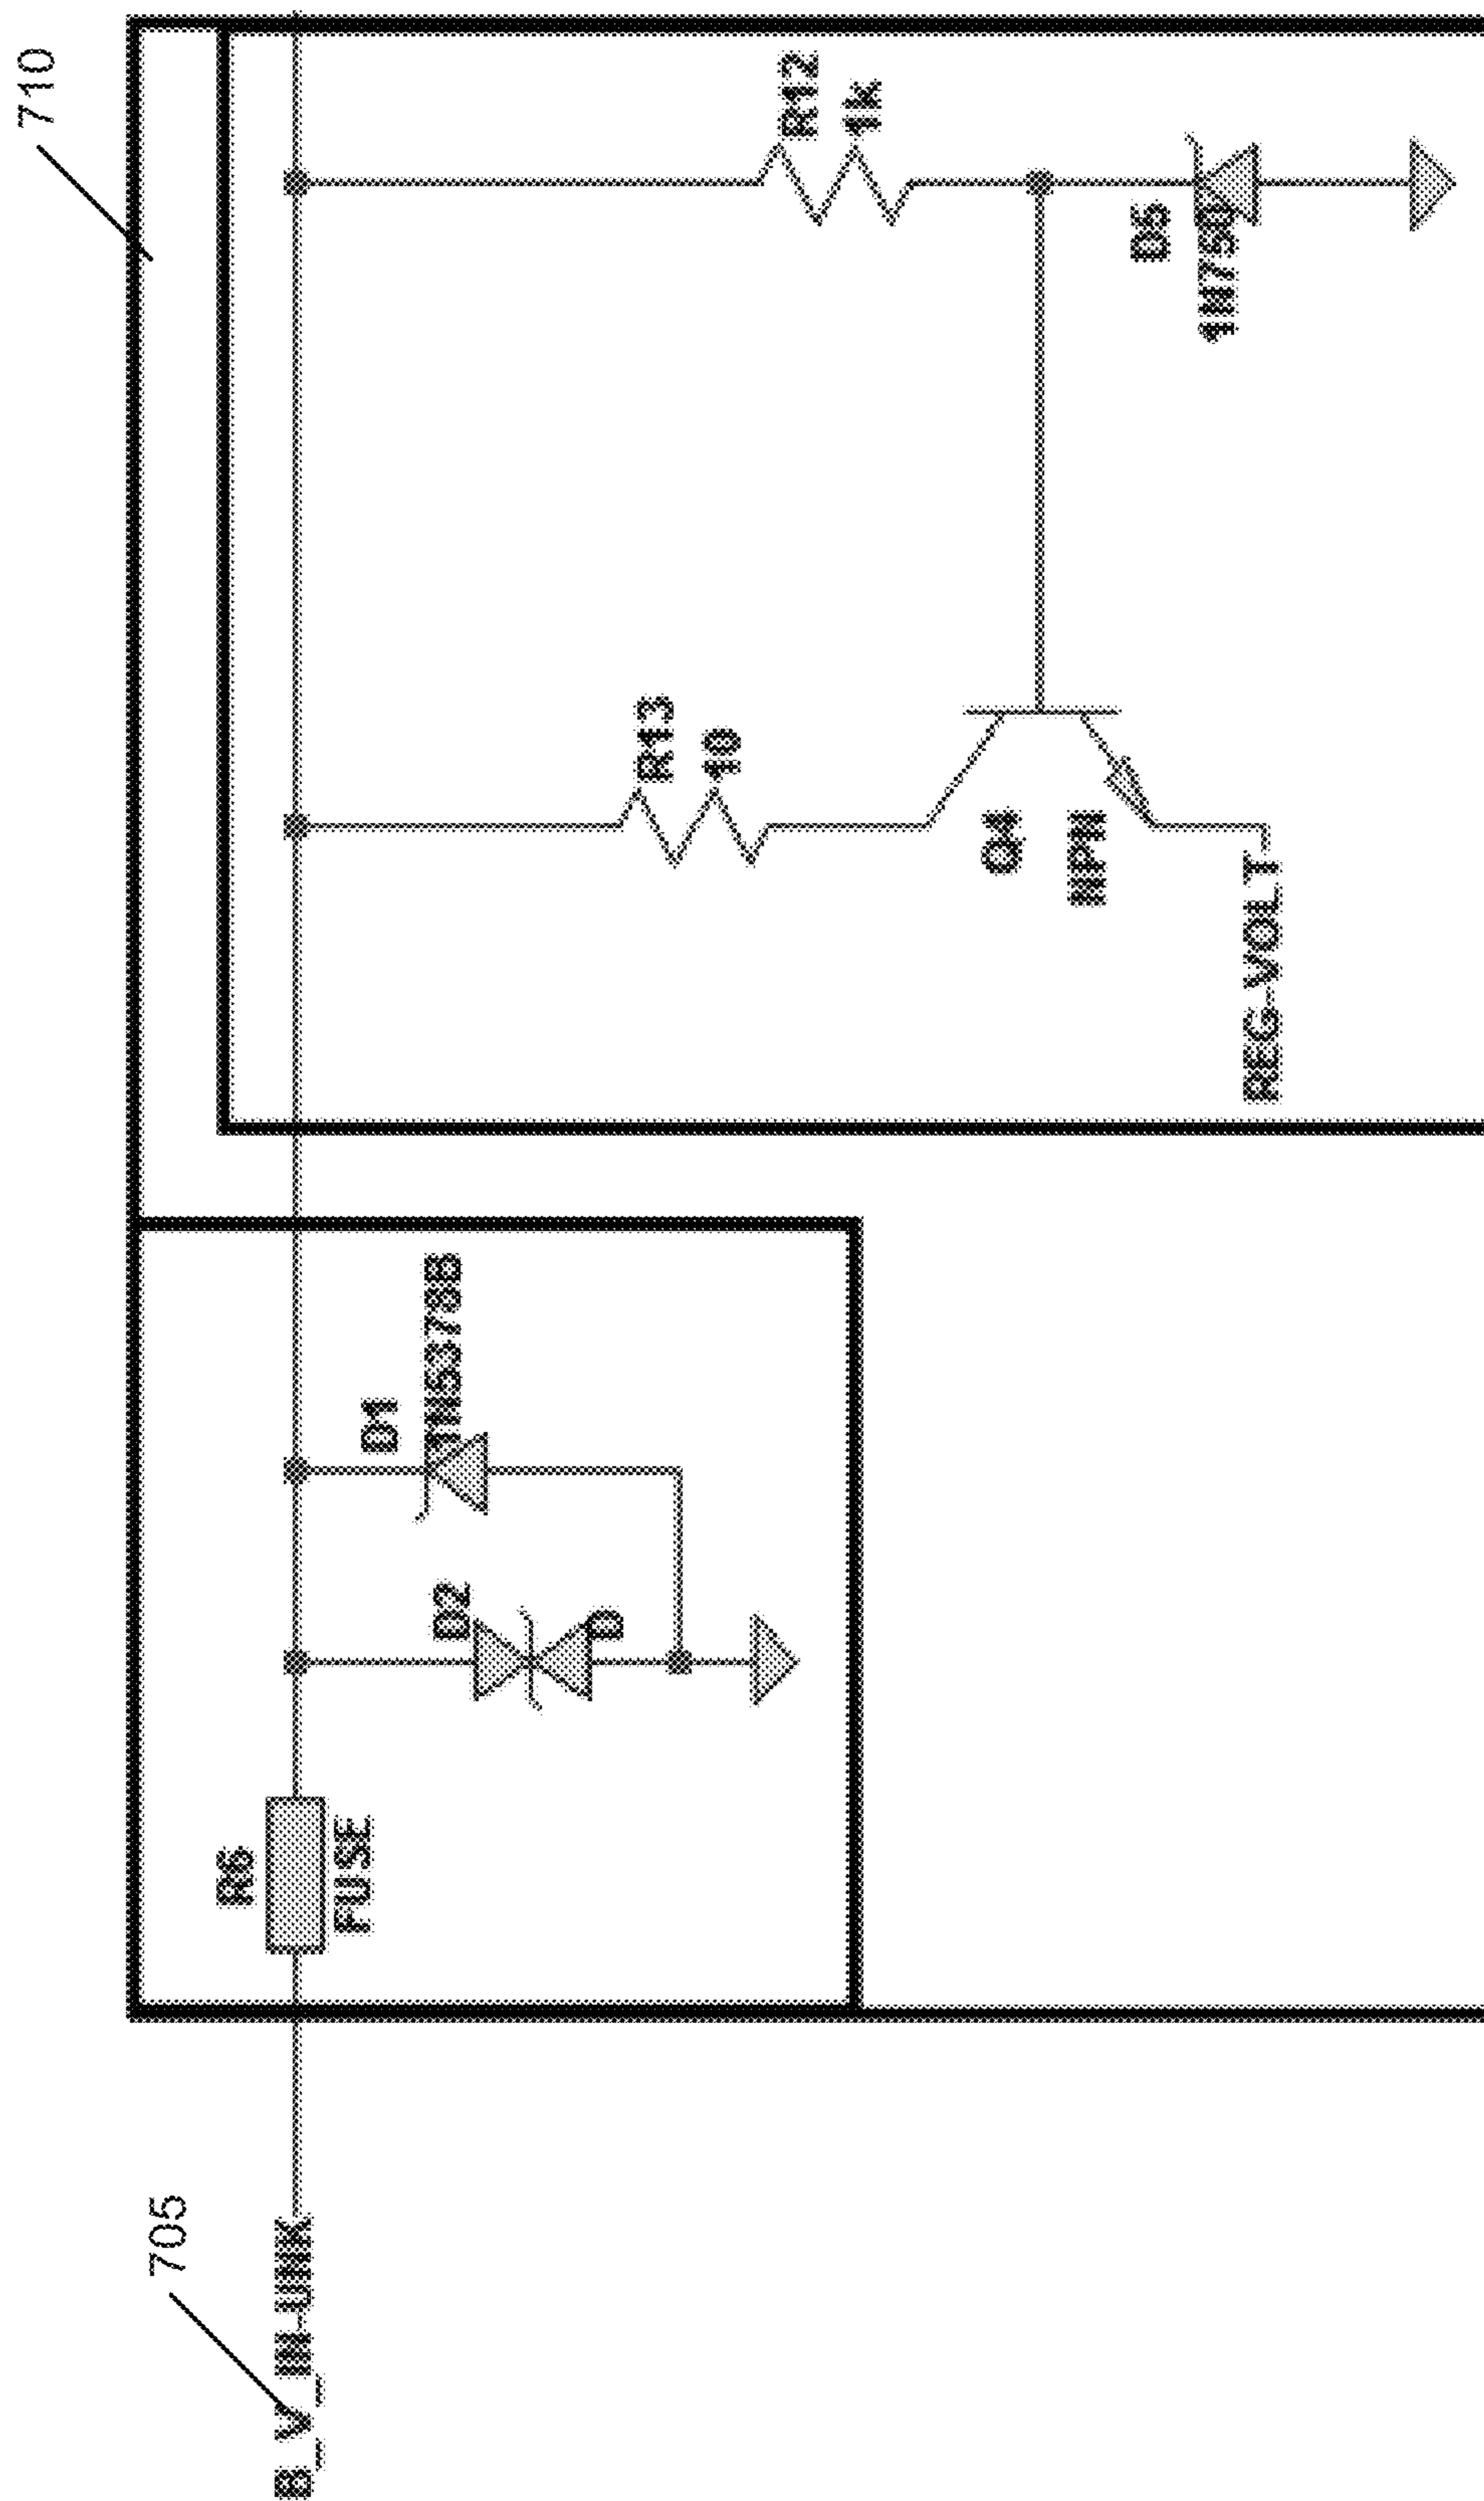 710
R12
1k
D5
1N750
R13
10
Q4
NPN
REG-VOLT
D1
1N5378B
D2
D
R6
FUSE
705
B_V_IN-UNK